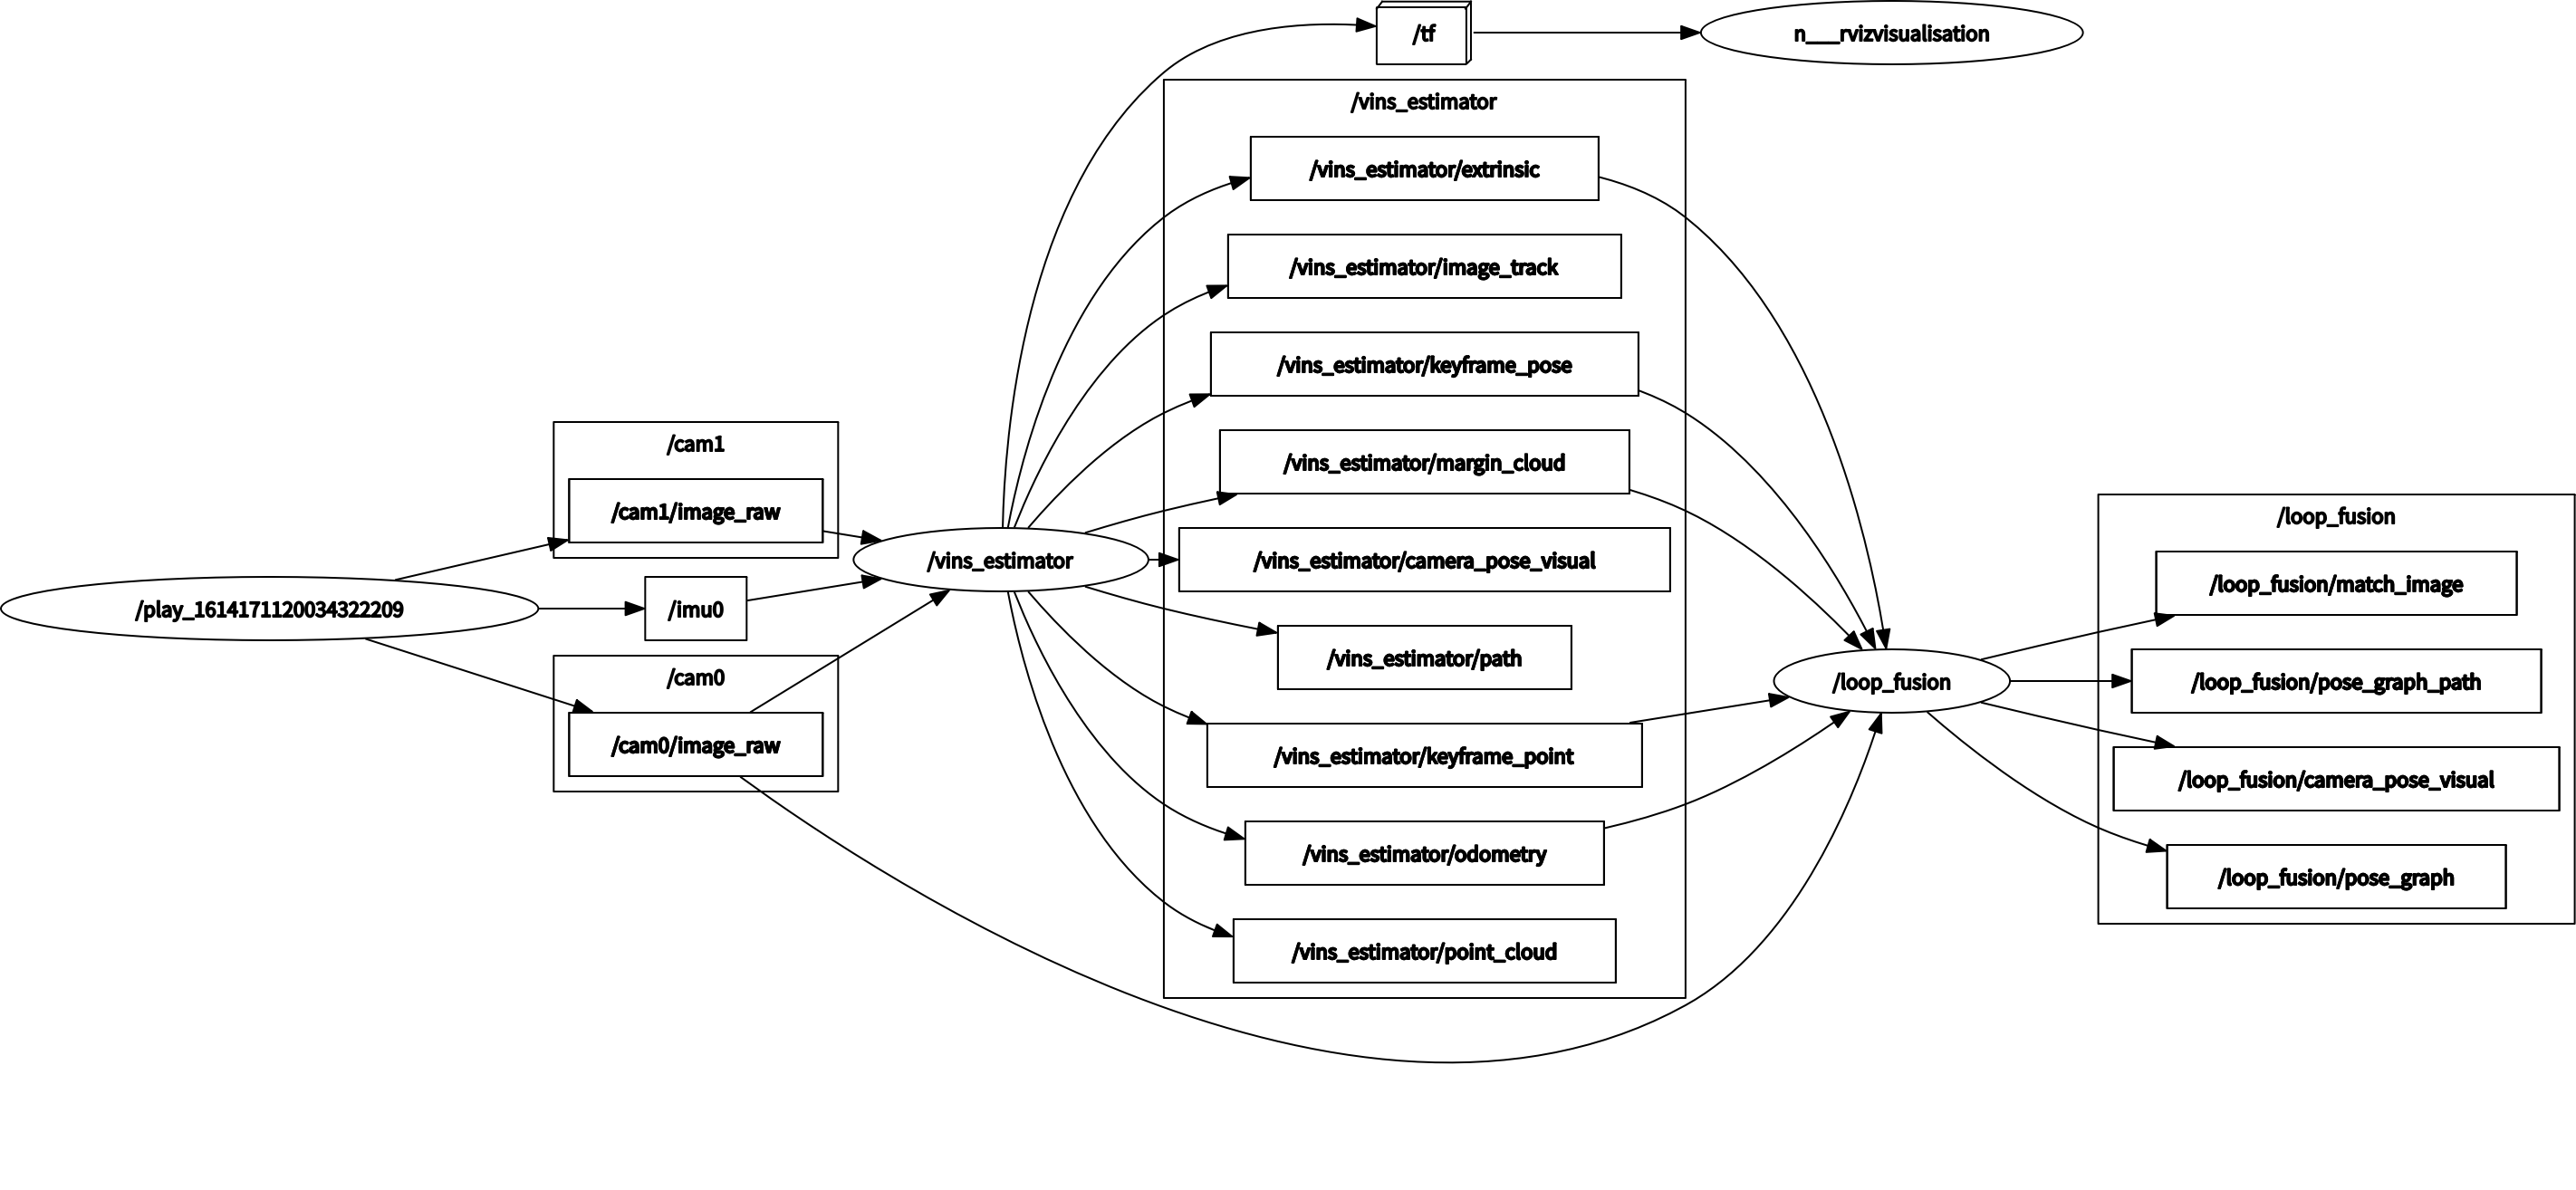 /tf
n___rvizvisualisation
/vins_estimator
/vins_estimator/extrinsic
/vins_estimator/image_track
/vins_estimator/keyframe_pose
/cam1
/vins_estimator/margin_cloud
/cam1/image_raw
/loop_fusion
/vins_estimator
/vins_estimator/camera_pose_visual
/loop_fusion/match_image
/play_1614171120034322209
/imu0
/vins_estimator/path
/cam0
/loop_fusion
/loop_fusion/pose_graph_path
/cam0/image_raw
/vins_estimator/keyframe_point
/loop_fusion/camera_pose_visual
/vins_estimator/odometry
/loop_fusion/pose_graph
/vins_estimator/point_cloud